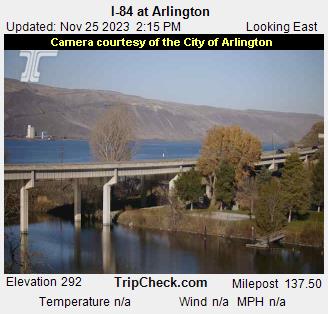 I-84 at Arlington
Updated: Nov 25 2023 2:15 PM Looking East
Camera courtesy of the City of Arlington
Elevation 292 TripCheck.com Milepost 137.50
Temperature n/a Wind n/a MPH n/a